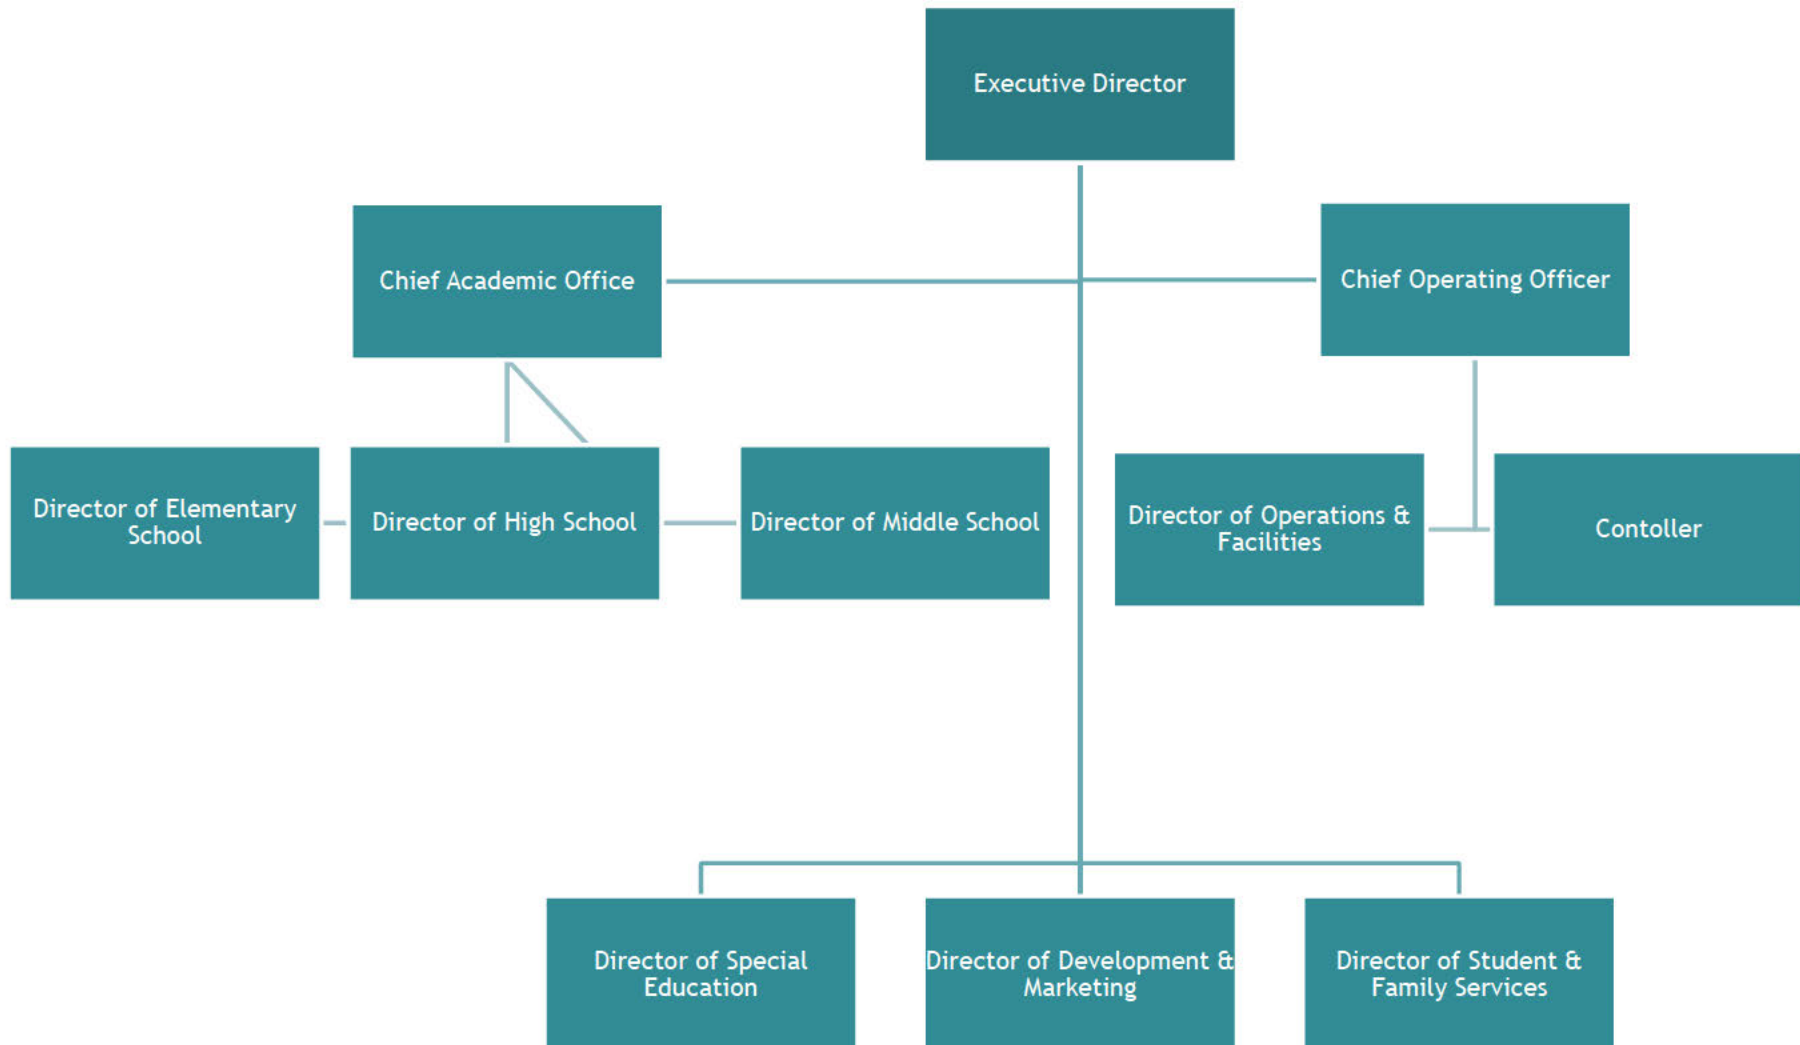 Executive Director
Chief Academic Office
Chief Operating Officer
Director of Elementary
School
Director of High School
Director of Middle School
Director of Operations &
Facilities
Contoller
Director of Special
Education
Director of Development &
Marketing
Director of Student &
Family Services